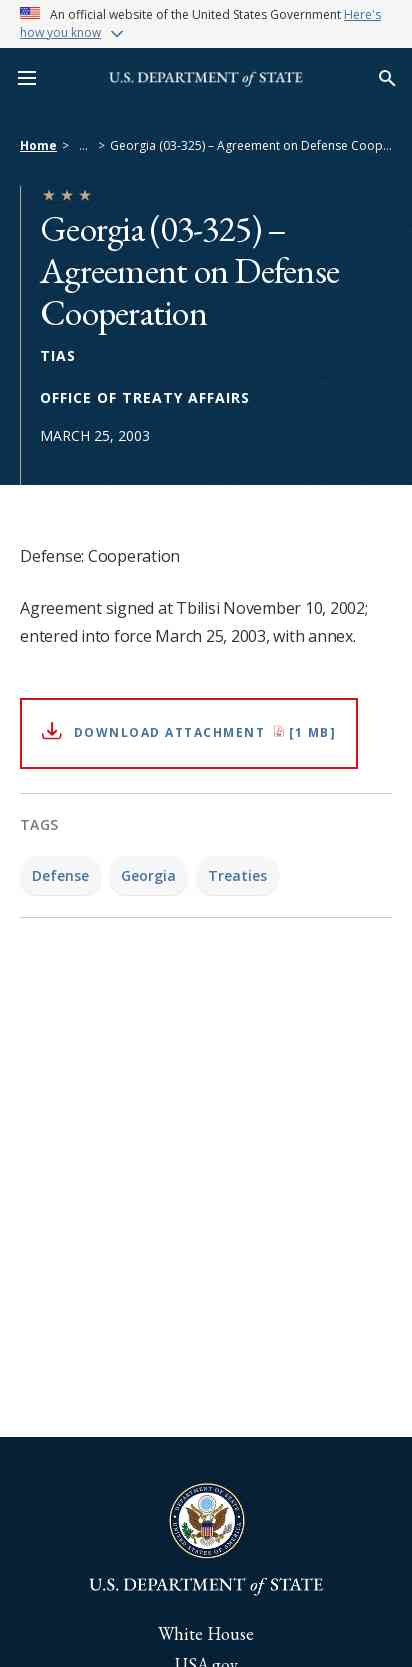 An official website of the United States Government Here's
how you know
U.S. DEPARTMENT of STATE
Home > ... > Georgia (03-325) – Agreement on Defense Coop...
Georgia (03-325) –
Agreement on Defense
Cooperation
TIAS
OFFICE OF TREATY AFFAIRS
MARCH 25, 2003
Defense: Cooperation
Agreement signed at Tbilisi November 10, 2002;
entered into force March 25, 2003, with annex.
DOWNLOAD ATTACHMENT [1 MB]
TAGS
Defense Georgia Treaties
DEPARTMENT OF STATE
UNITED STATES OF AMERICA
U.S. DEPARTMENT of STATE
White House
USA.gov